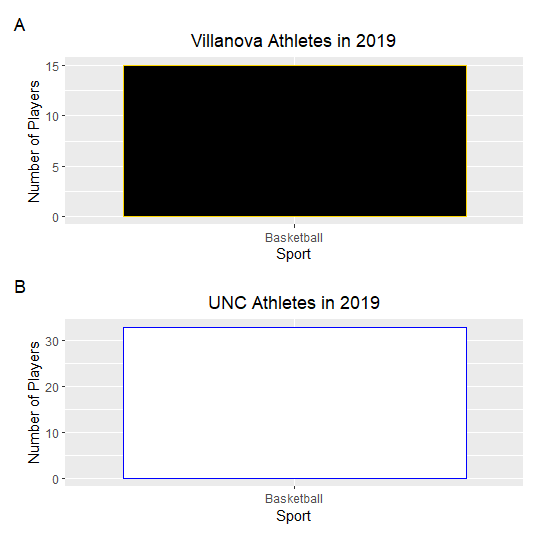 A
Villanova Athletes in 2019
Number of Players
15
10
5
0
Basketball
Sport
B
UNC Athletes in 2019
Number of Players
30
20
10
0
Basketball
Sport